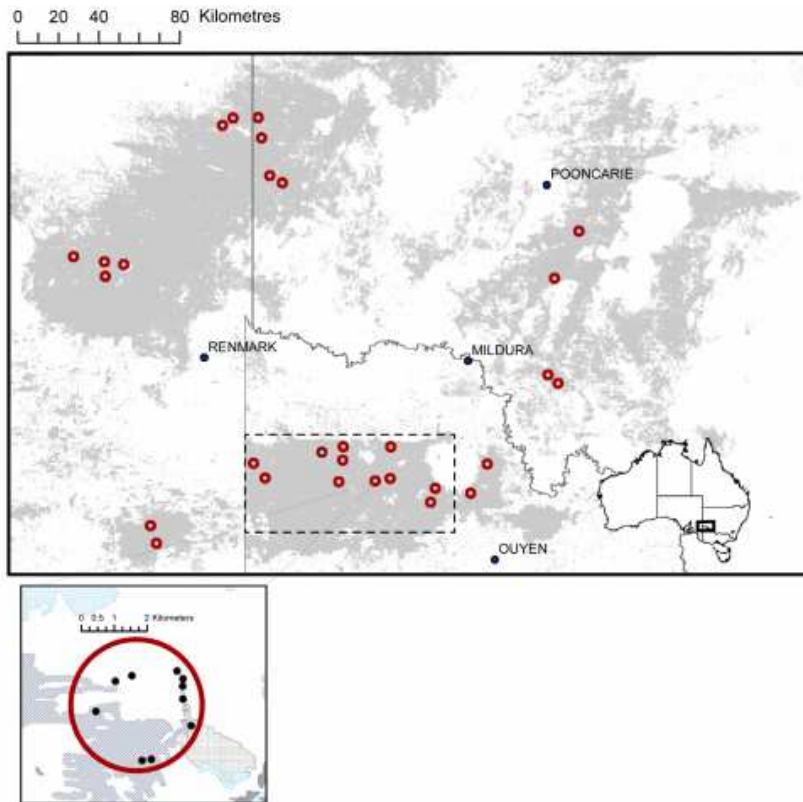 0 20 40 80 Kilometres
POONCARIE
RENMARK
MILDURA
OUYEN
0 0.5 1 2 Kilometers